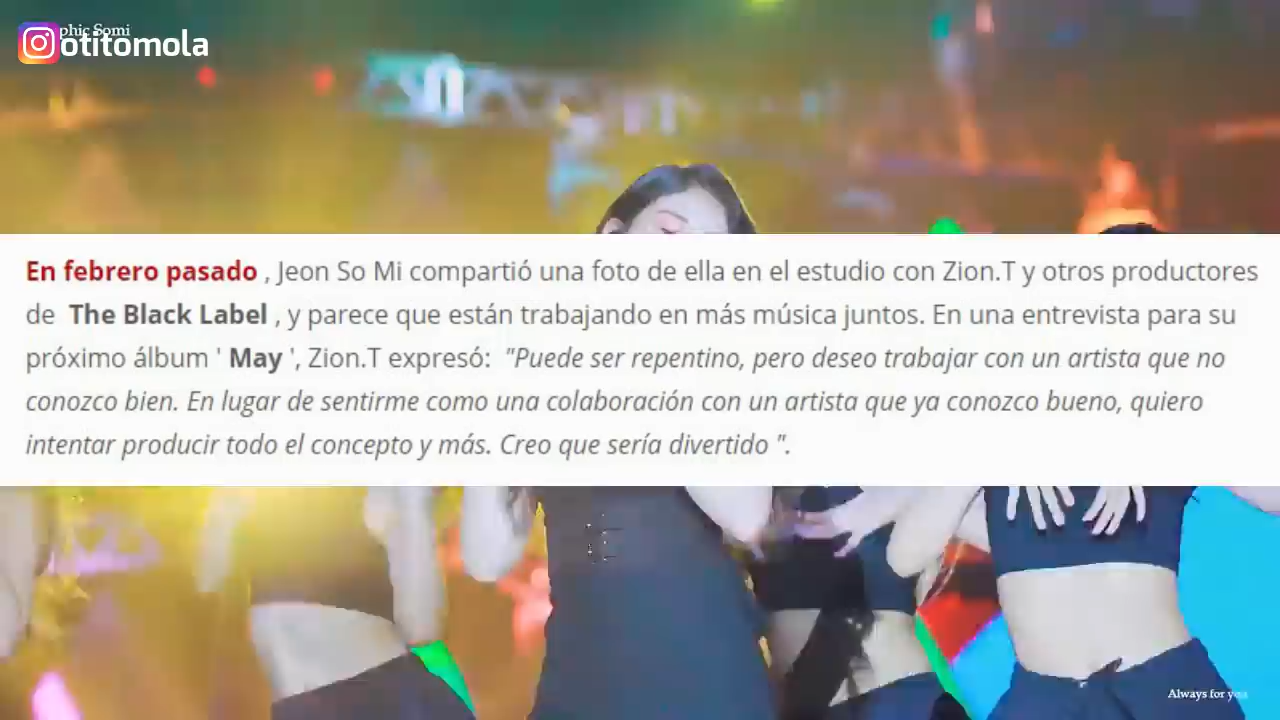 phic Somi
otitomola
En febrero pasado , Jeon So Mi compartió una foto de ella en el estudio con Zion.T y otros productores
de The Black Label , y parece que están trabajando en más música juntos. En una entrevista para su
próximo álbum ' May ', Zion.T expresó: "Puede ser repentino, pero deseo trabajar con un artista que no
conozco bien. En lugar de sentirme como una colaboración con un artista que ya conozco bueno, quiero
intentar producir todo el concepto y más. Creo que sería divertido ".
Always for you